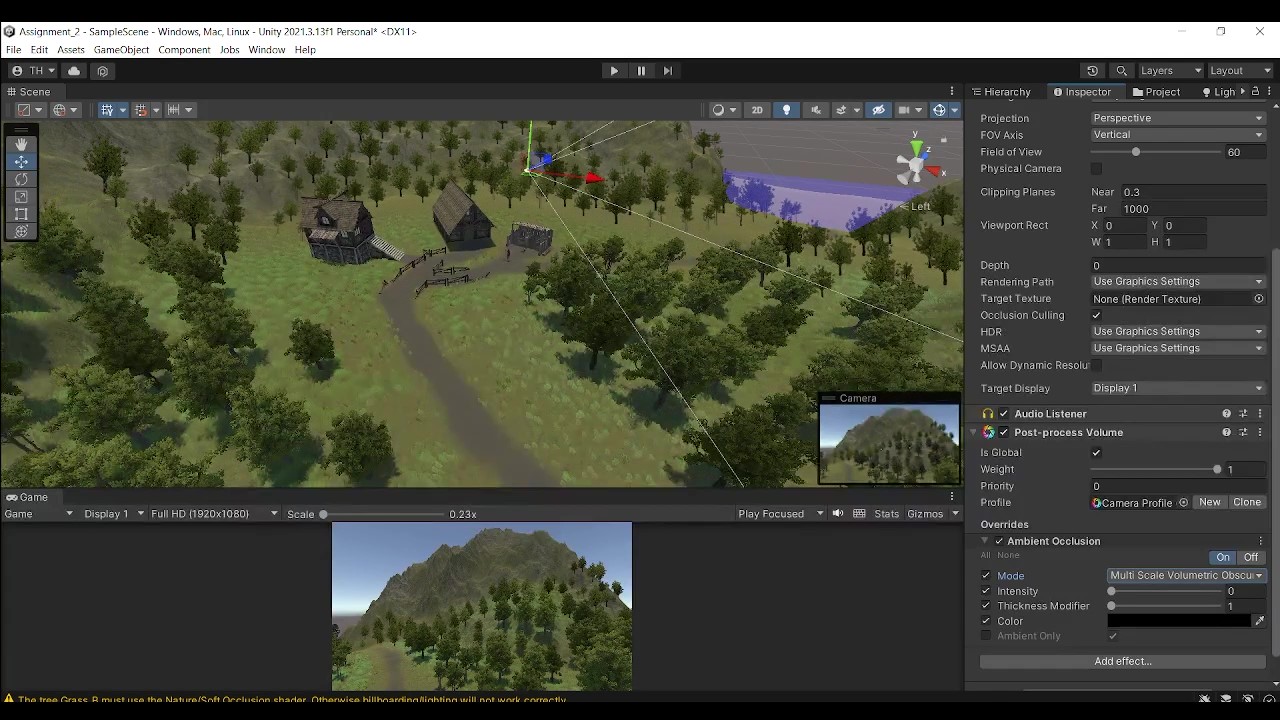 Assignment_2 - SampleScene - Windows, Mac, Linux - Unity 2021.3.13f1 Personal* <DX11>
File Edit Assets GameObject Component Jobs Window Help
TH Layers Layout
Scene Hierarchy Inspector Project Ligh
2D
Projection Perspective
FOV Axis Vertical
Field of View 60
Physical Camera
Clipping Planes Near 0.3
Far 1000
Viewport Rect X 0 Y 0
W 1 H 1
Depth 0
Rendering Path Use Graphics Settings
Target Texture None (Render Texture)
Occlusion Culling
HDR Use Graphics Settings
MSAA Use Graphics Settings
Allow Dynamic Resolu
Target Display Display 1
y
z
x
Left
Camera
Audio Listener
Post-process Volume
Is Global
Weight 1
Priority 0
Profile Camera Profile New Clone
Overrides
Ambient Occlusion
All None On Off
Mode Multi Scale Volumetric Obscu
Intensity 0
Thickness Modifier 1
Color
Ambient Only
Add effect...
Game
Game Display 1 Full HD (1920x1080) Scale 0.23x Play Focused Stats Gizmos
The tree Grass_B must use the Nature/Soft Occlusion shader. Otherwise billboarding/lighting will not work correctly.